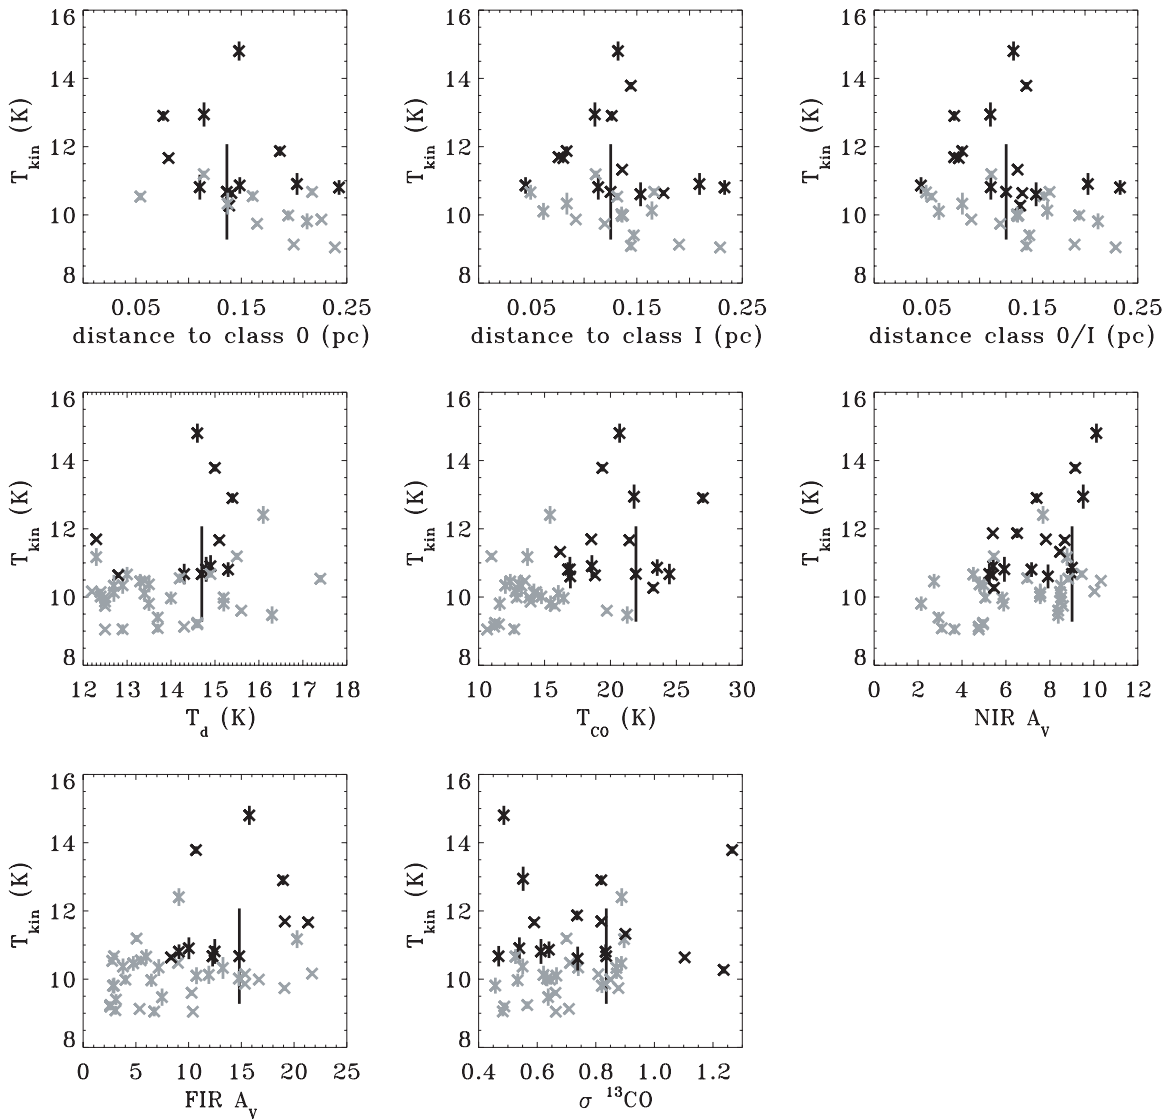 16
14
12
10
8
T_kin (K)
0.05 0.15 0.25
distance to class 0 (pc)
16
14
12
10
8
T_kin (K)
0.05 0.15 0.25
distance to class I (pc)
16
14
12
10
8
T_kin (K)
0.05 0.15 0.25
distance class 0/I (pc)
16
14
12
10
8
T_kin (K)
12 13 14 15 16 17 18
T_d (K)
16
14
12
10
8
T_kin (K)
10 15 20 25 30
T_CO (K)
16
14
12
10
8
T_kin (K)
0 2 4 6 8 10 12
NIR A_V
16
14
12
10
8
T_kin (K)
0 5 10 15 20 25
FIR A_V
16
14
12
10
8
T_kin (K)
0.4 0.6 0.8 1.0 1.2
σ ¹³CO